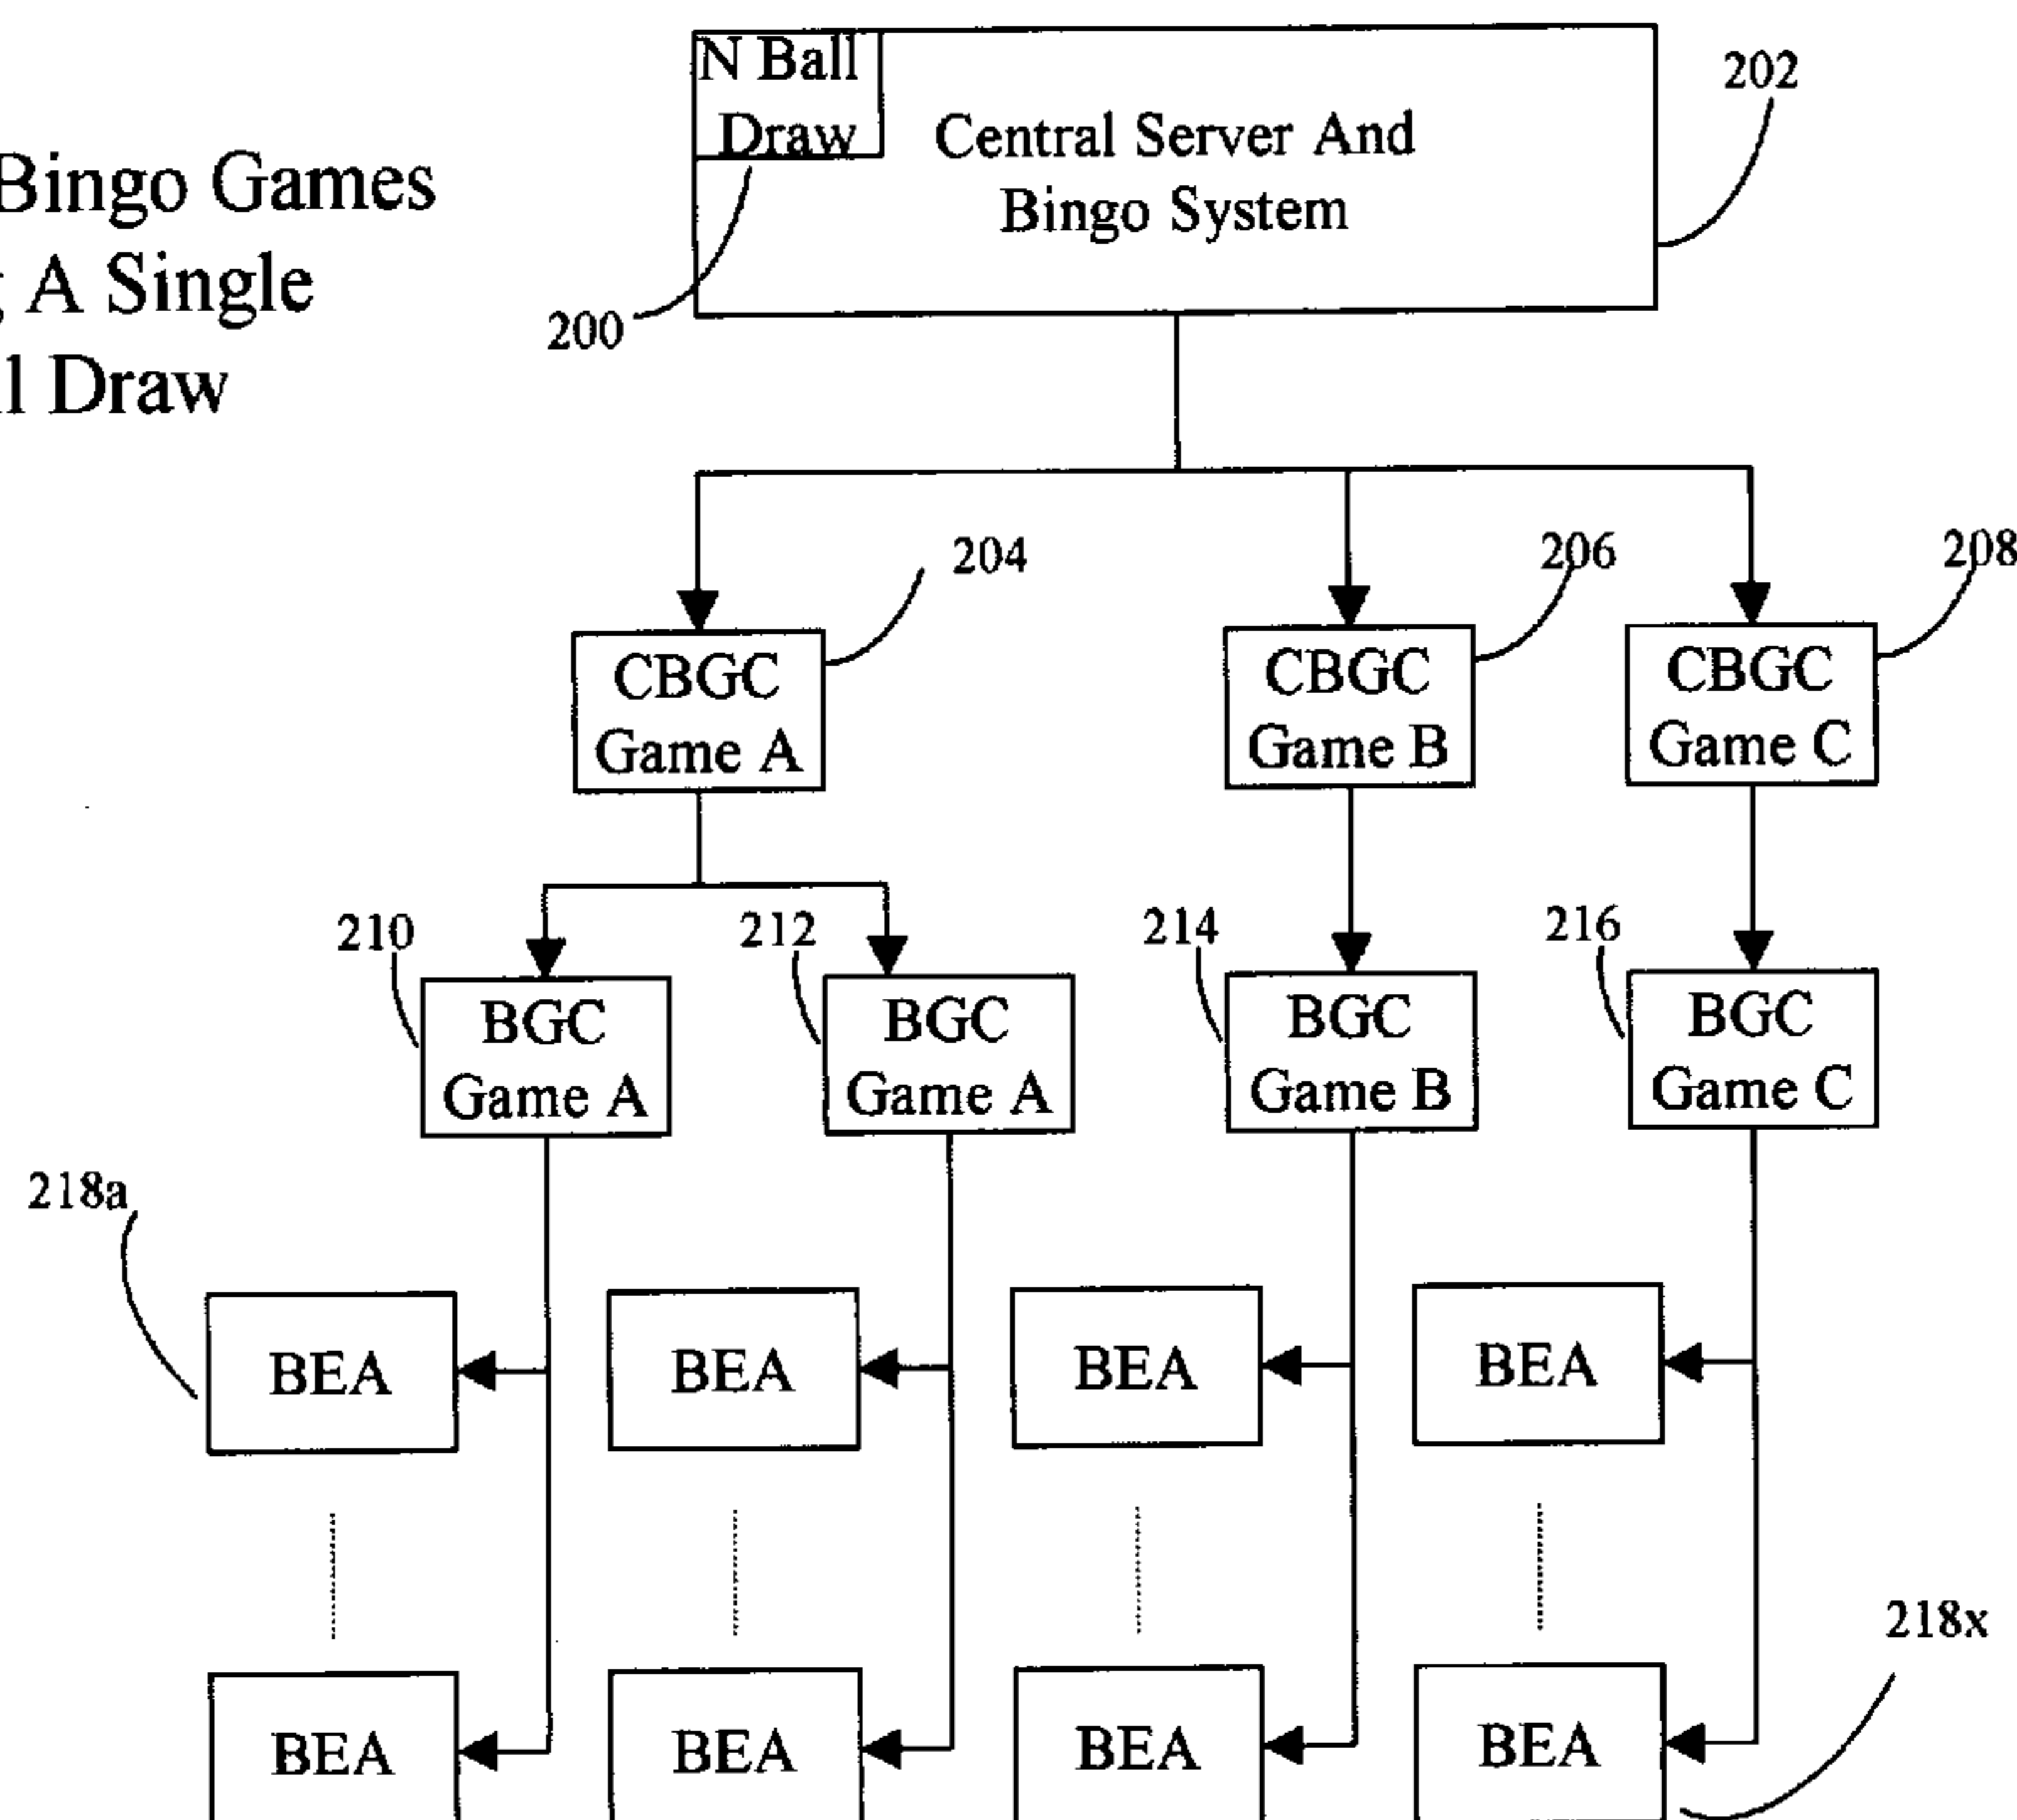 Bingo Games
A Single
Draw
N Ball
Draw
Central Server And
Bingo System
202
200
204
206
208
CBGC
Game A
CBGC
Game B
CBGC
Game C
210
212
214
216
BGC
Game A
BGC
Game A
BGC
Game B
BGC
Game C
218a
BEA
BEA
BEA
BEA
218x
BEA
BEA
BEA
BEA